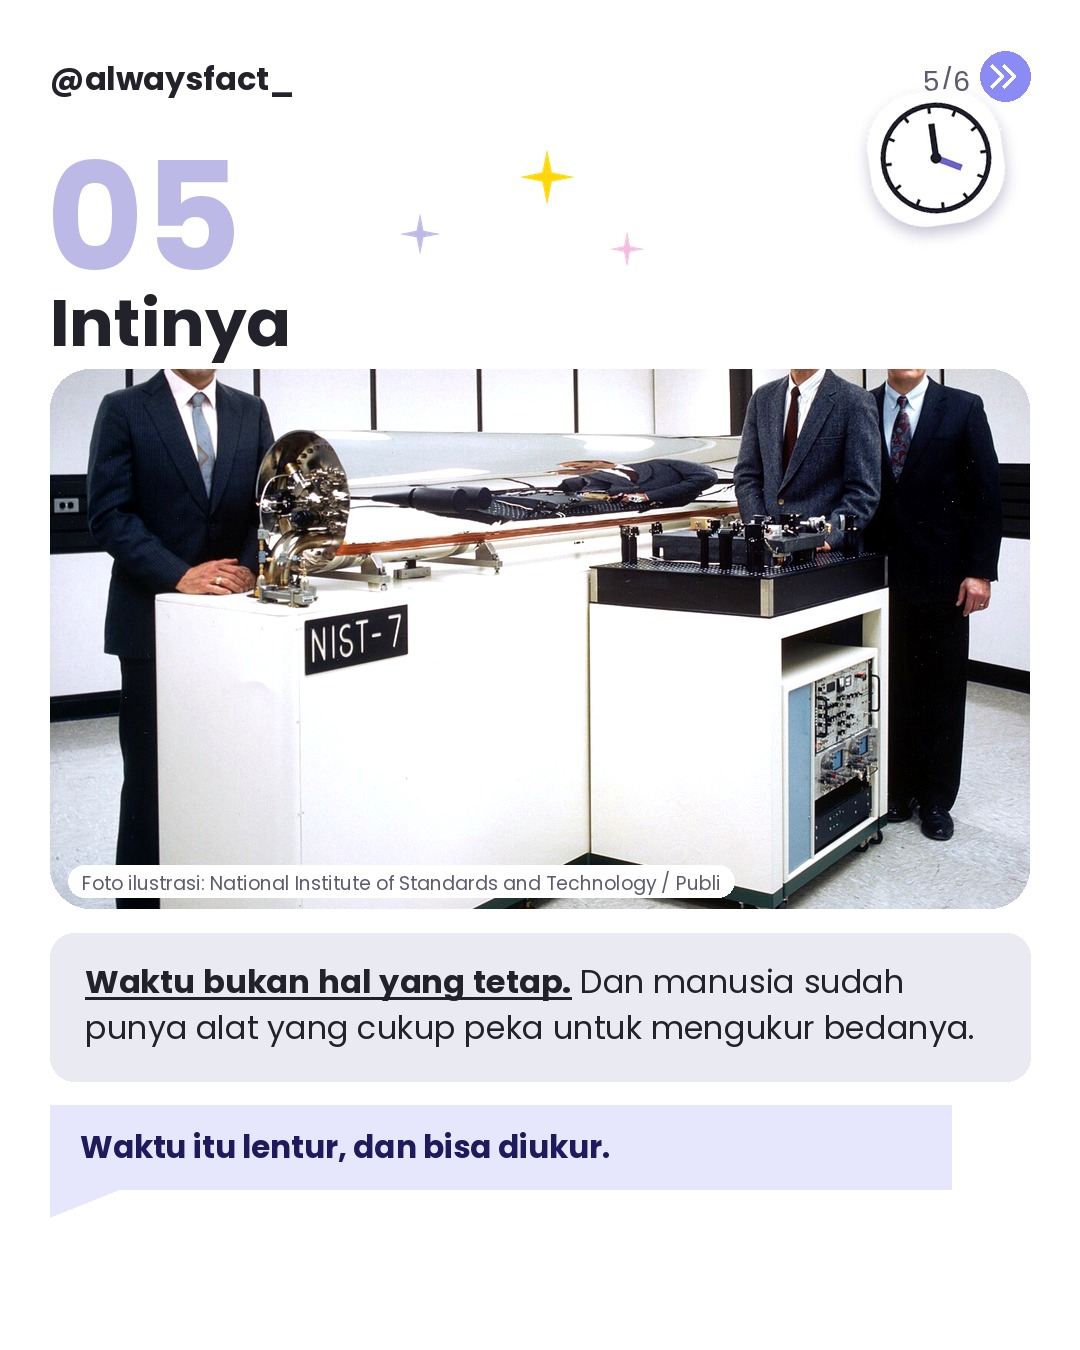 @alwaysfact_
5/6
05
Intinya
NIST-7
Foto ilustrasi: National Institute of Standards and Technology / Publi
Waktu bukan hal yang tetap. Dan manusia sudah
punya alat yang cukup peka untuk mengukur bedanya.
Waktu itu lentur, dan bisa diukur.